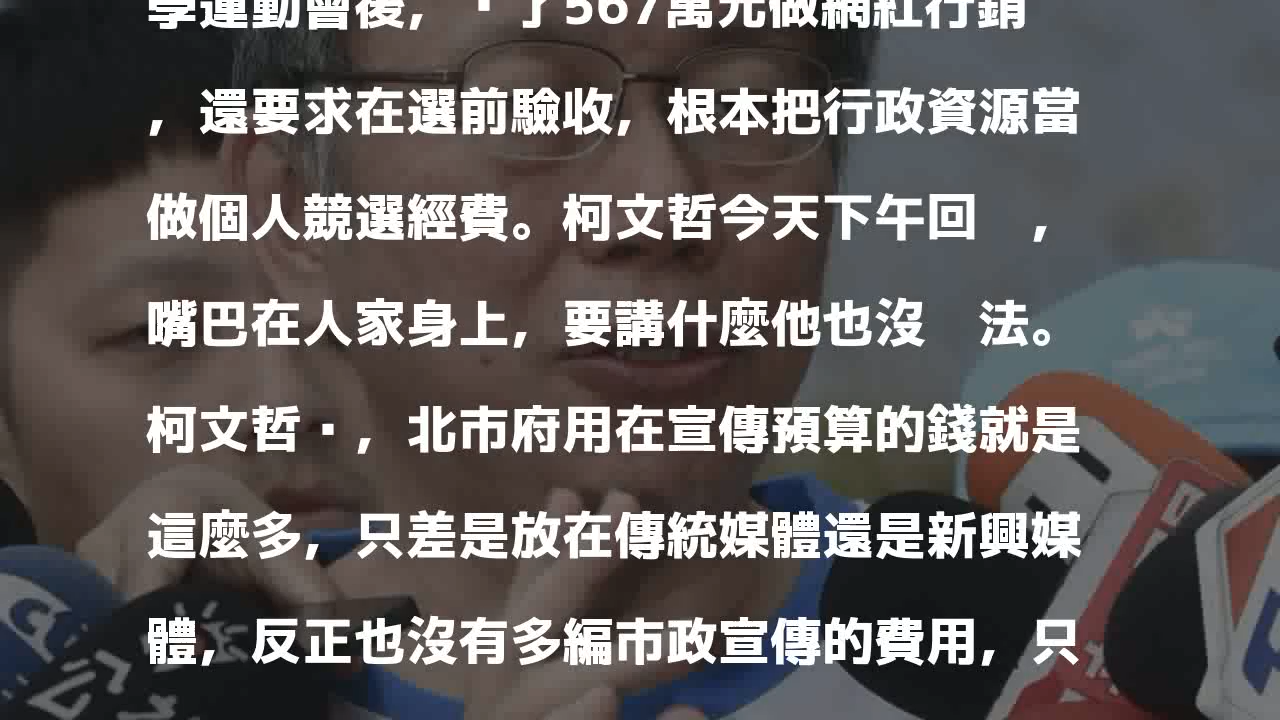 學運動會後，·了567萬元做網紅行銷
，還要求在選前驗收，根本把行政資源當
做個人競選經費。柯文哲今天下午回　，
嘴巴在人家身上，要講什麼他也沒　法。
柯文哲·，北市府用在宣傳預算的錢就是
這麼多，只差是放在傳統媒體還是新興媒
體，反正也沒有多編市政宣傳的費用，只